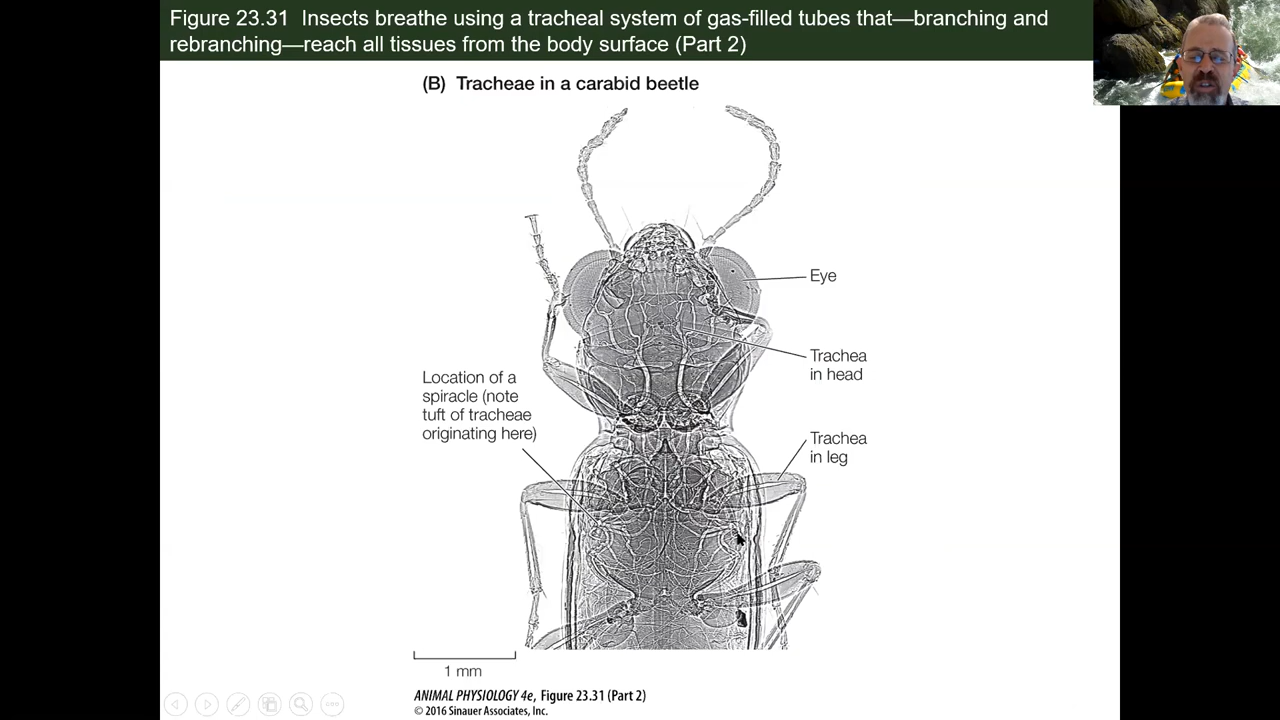 Figure 23.31 Insects breathe using a tracheal system of gas-filled tubes that—branching and
rebranching—reach all tissues from the body surface (Part 2)
(B) Tracheae in a carabid beetle
Eye
Trachea
in head
Location of a
spiracle (note
tuft of tracheae
originating here)
Trachea
in leg
1 mm
ANIMAL PHYSIOLOGY 4e, Figure 23.31 (Part 2)
© 2016 Sinauer Associates, Inc.